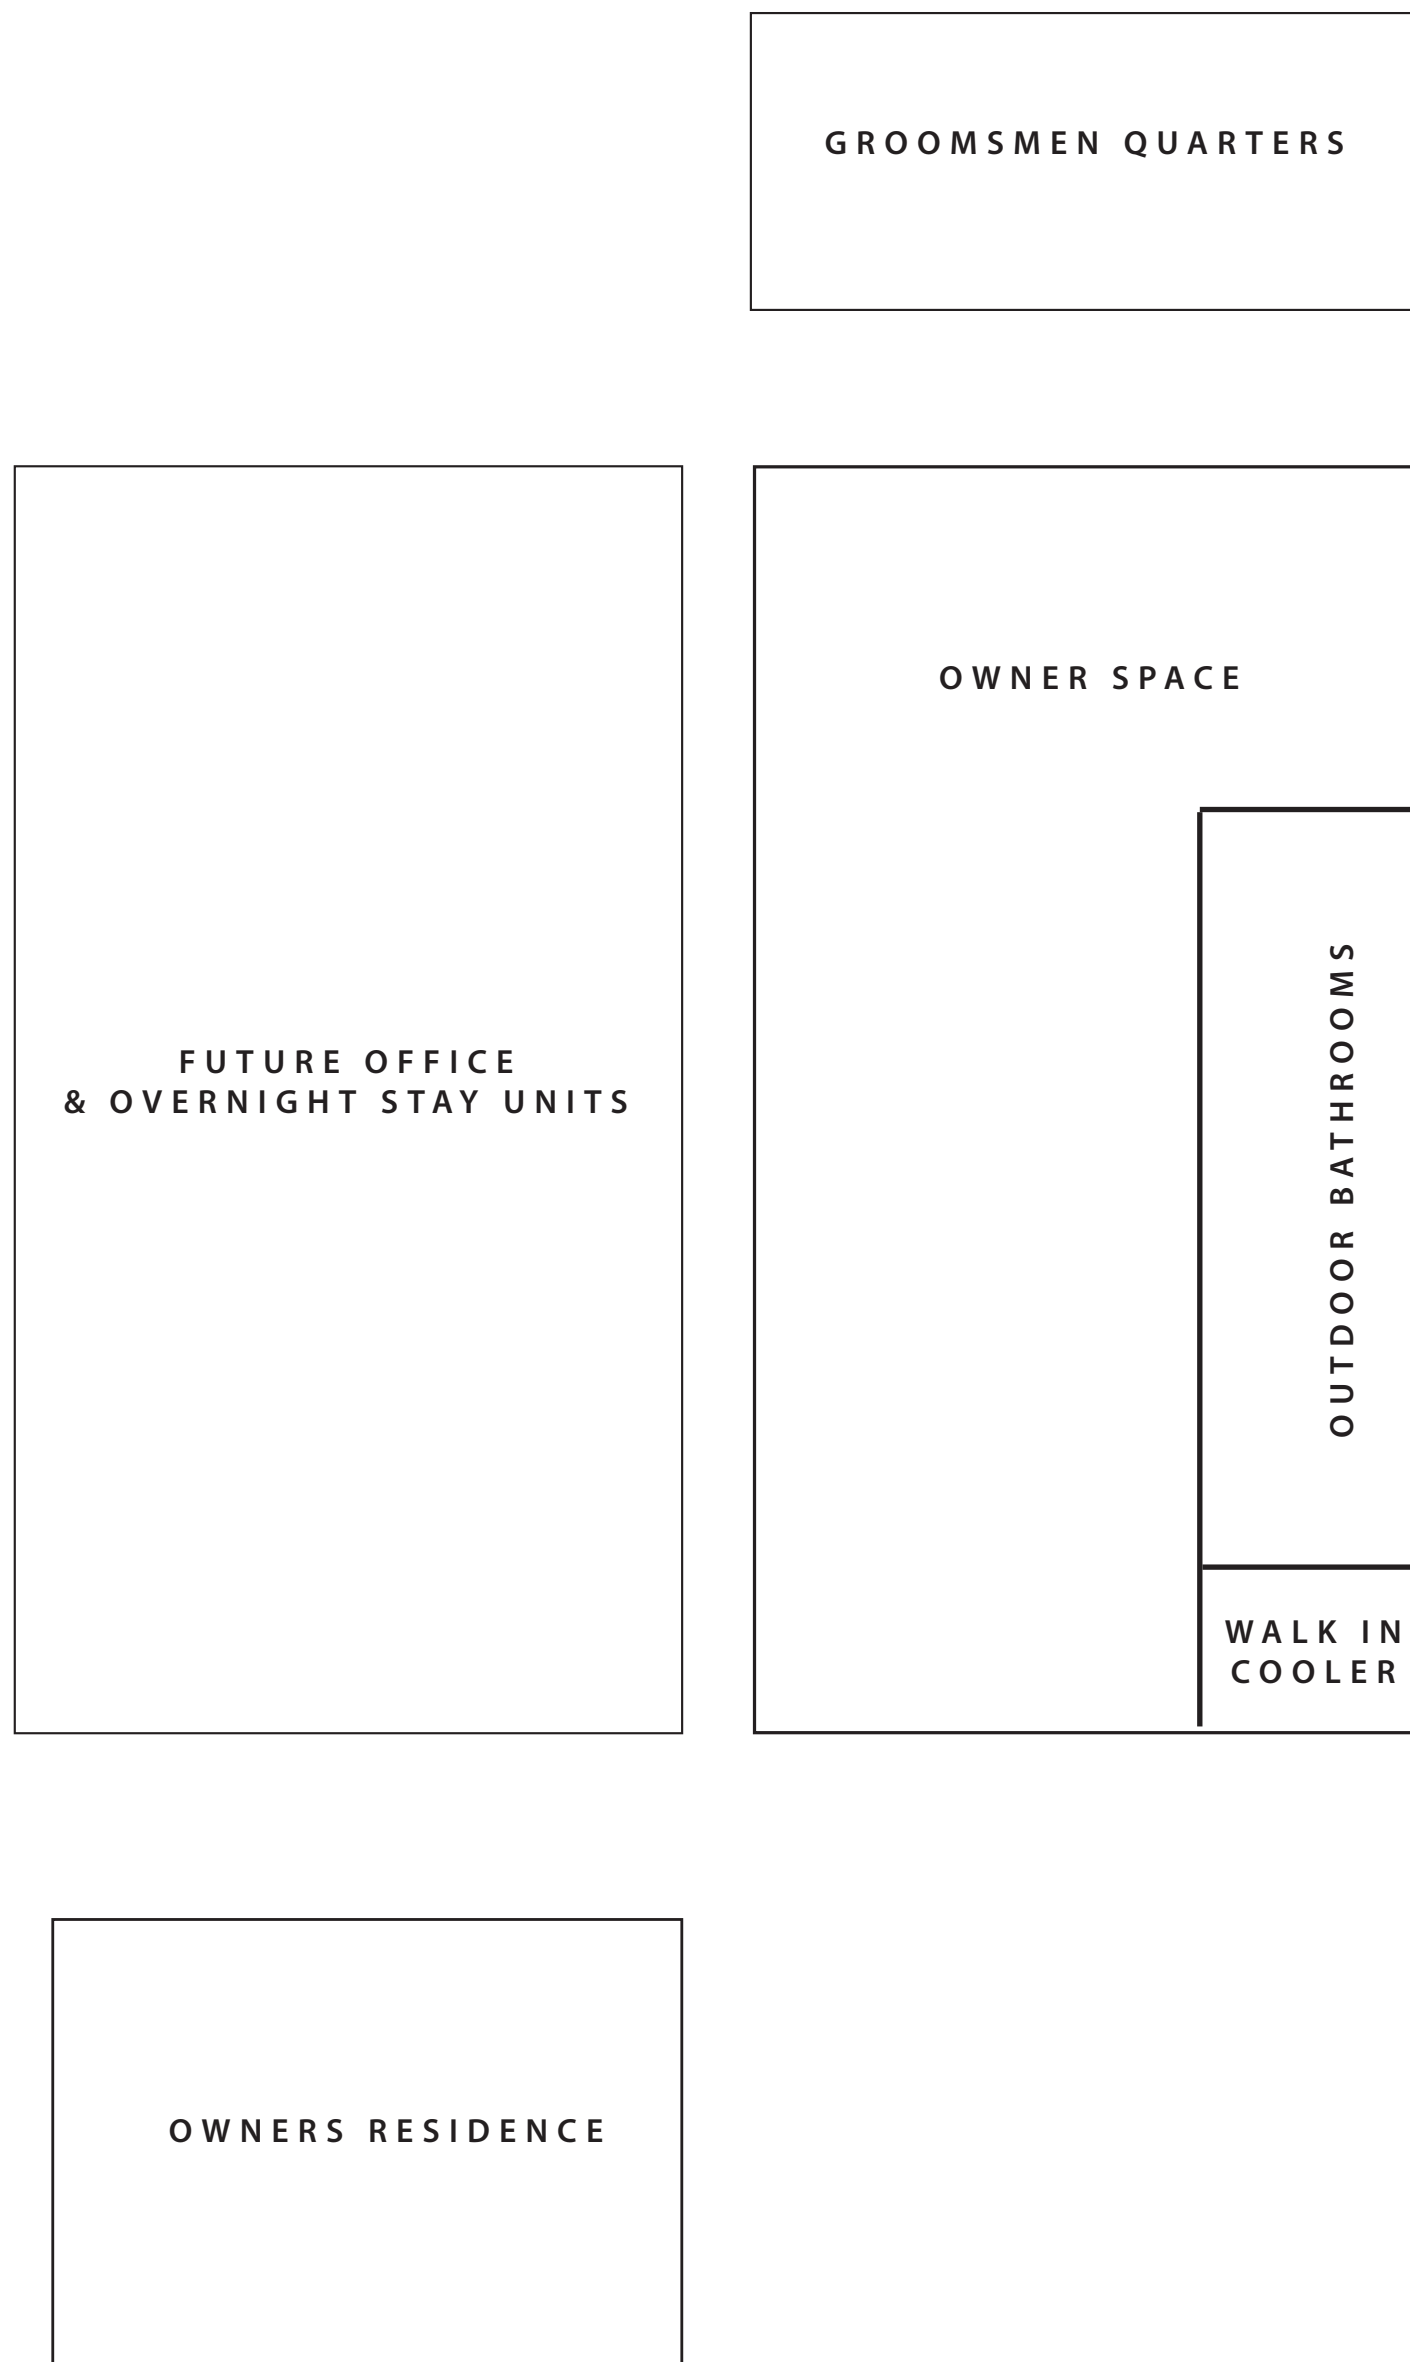 GROOMSMEN QUARTERS
OWNER SPACE
FUTURE OFFICE
& OVERNIGHT STAY UNITS
OUTDOOR BATHROOMS
WALK IN
COOLER
OWNERS RESIDENCE